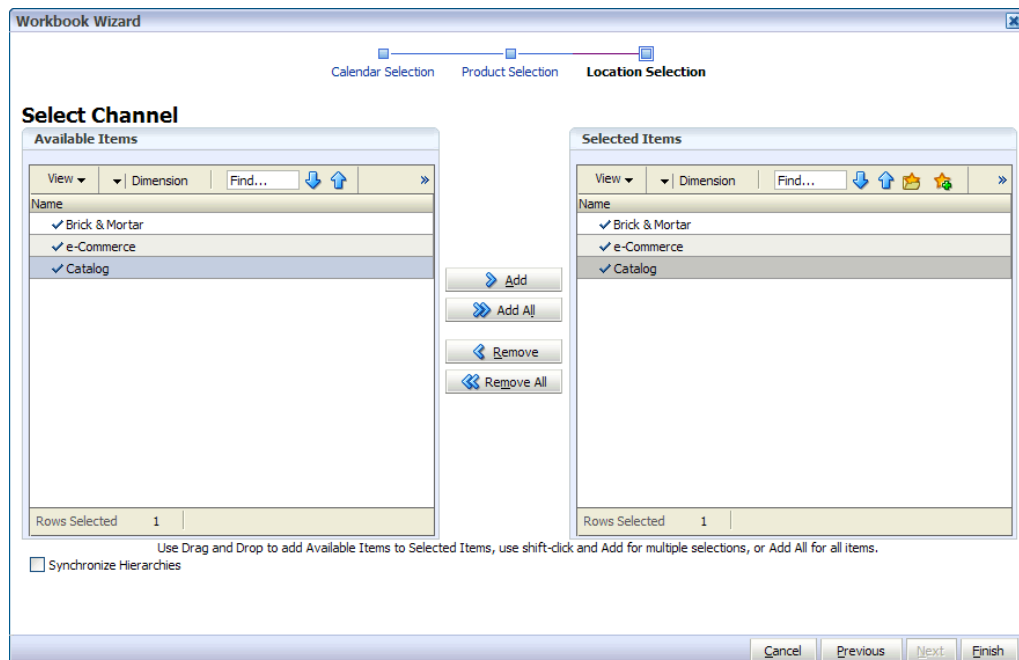 Workbook Wizard
Calendar Selection Product Selection Location Selection
Select Channel
Available Items
View Dimension Find... »
Name
Brick & Mortar
e-Commerce
Catalog
Rows Selected 1
Add
Add All
Remove
Remove All
Selected Items
View Dimension Find... »
Name
Brick & Mortar
e-Commerce
Catalog
Rows Selected 1
Use Drag and Drop to add Available Items to Selected Items, use shift-click and Add for multiple selections, or Add All for all items.
Synchronize Hierarchies
Cancel Previous Next Finish